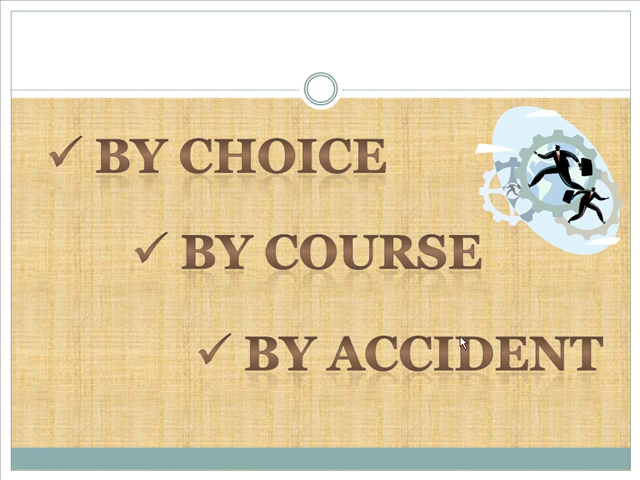 ✓ BY CHOICE
✓ BY COURSE
✓ BY ACCIDENT